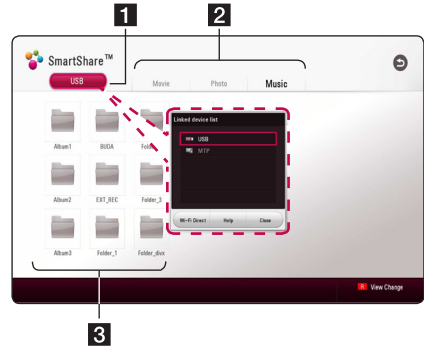 1
2
SmartShare™
USB
Movie
Photo
Music
Linked device list
USB
MTP
Wi-Fi Direct
Help
Close
Album1
BUDA
Album2
EXT_REC
Folder_3
Album3
Folder_1
Folder_divx
R View Change
3